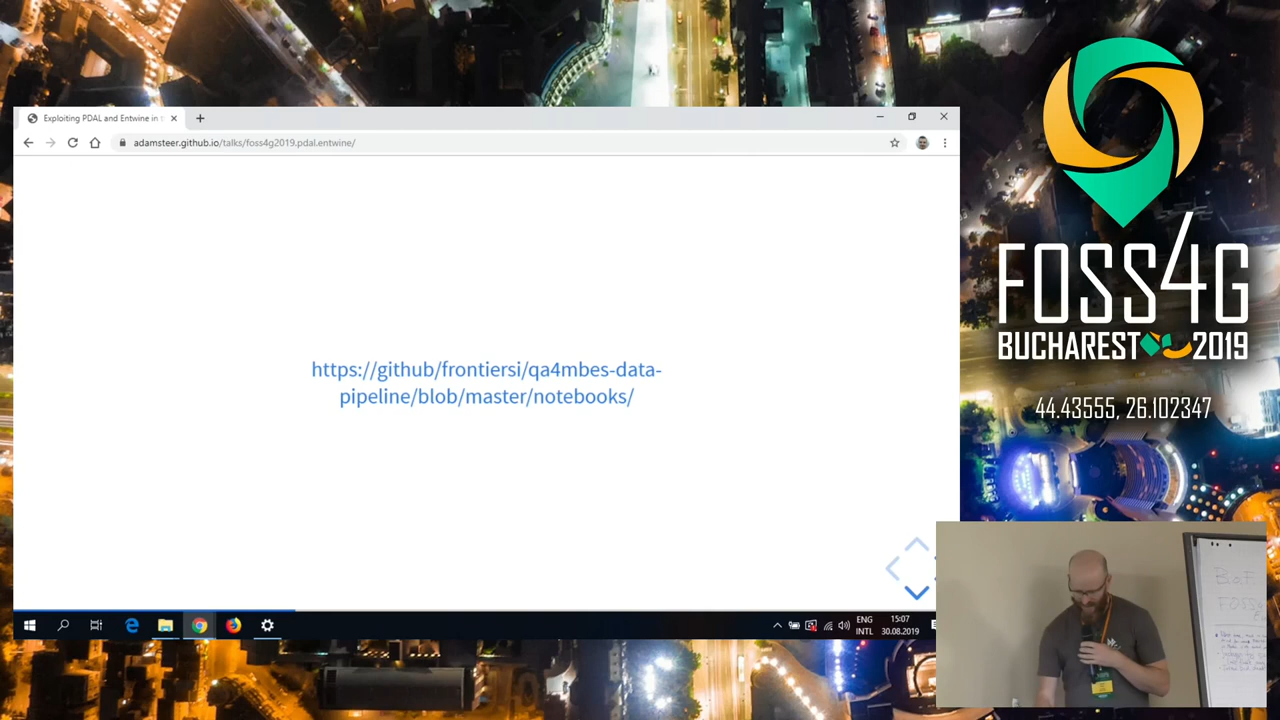 Exploiting PDAL and Entwine in
adamsteer.github.io/talks/foss4g2019.pdal.entwine/
https://github/frontiersi/qa4mbes-data-
pipeline/blob/master/notebooks/
ENG
INTL
15:07
30.08.2019
FOSS4G
BUCHAREST 2019
44.43555, 26.102347
B.o.F
FOSS4